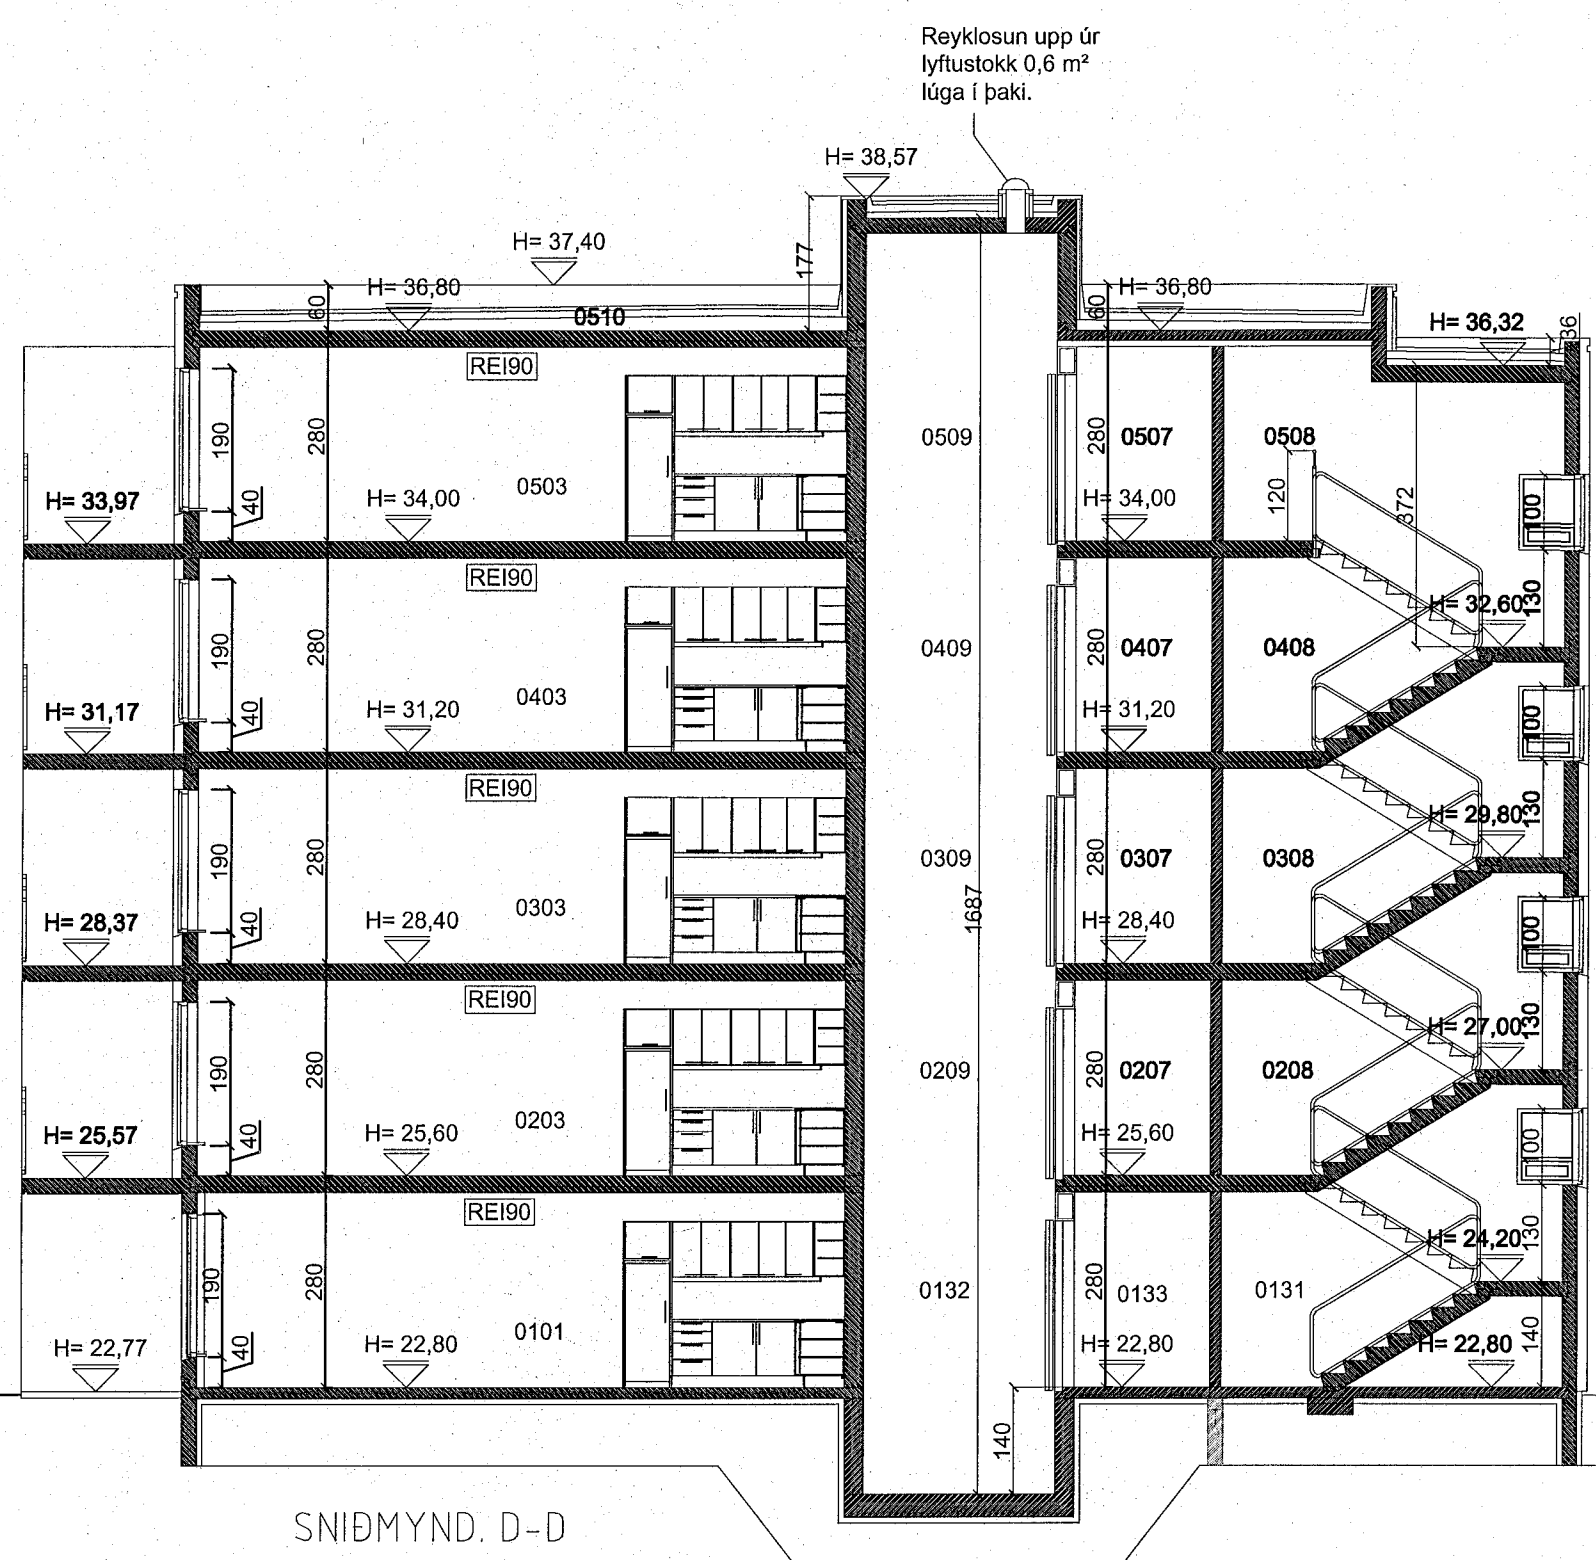 Reyklosun upp úr
lyftustokk 0,6 m²
lúga í þaki.
H= 38,57
H= 37,40
177
H= 36,80
60
0510
H= 36,80
60
H= 36,32
36
REI90
190
280
40
H= 33,97
H= 34,00
0503
0509
280
0507
0508
H= 34,00
120
372
100
130
REI90
190
280
40
H= 31,17
H= 31,20
0403
0409
280
0407
0408
H= 31,20
H= 32,60
100
130
REI90
190
280
40
H= 28,37
H= 28,40
0303
0309
1687
280
0307
0308
H= 28,40
H= 29,80
100
130
REI90
190
280
40
H= 25,57
H= 25,60
0203
0209
280
0207
0208
H= 25,60
H= 27,00
100
130
REI90
190
280
40
H= 22,77
H= 22,80
0101
0132
280
0133
0131
H= 22,80
H= 24,20
H= 22,80
140
140
SNIÐMYND. D-D